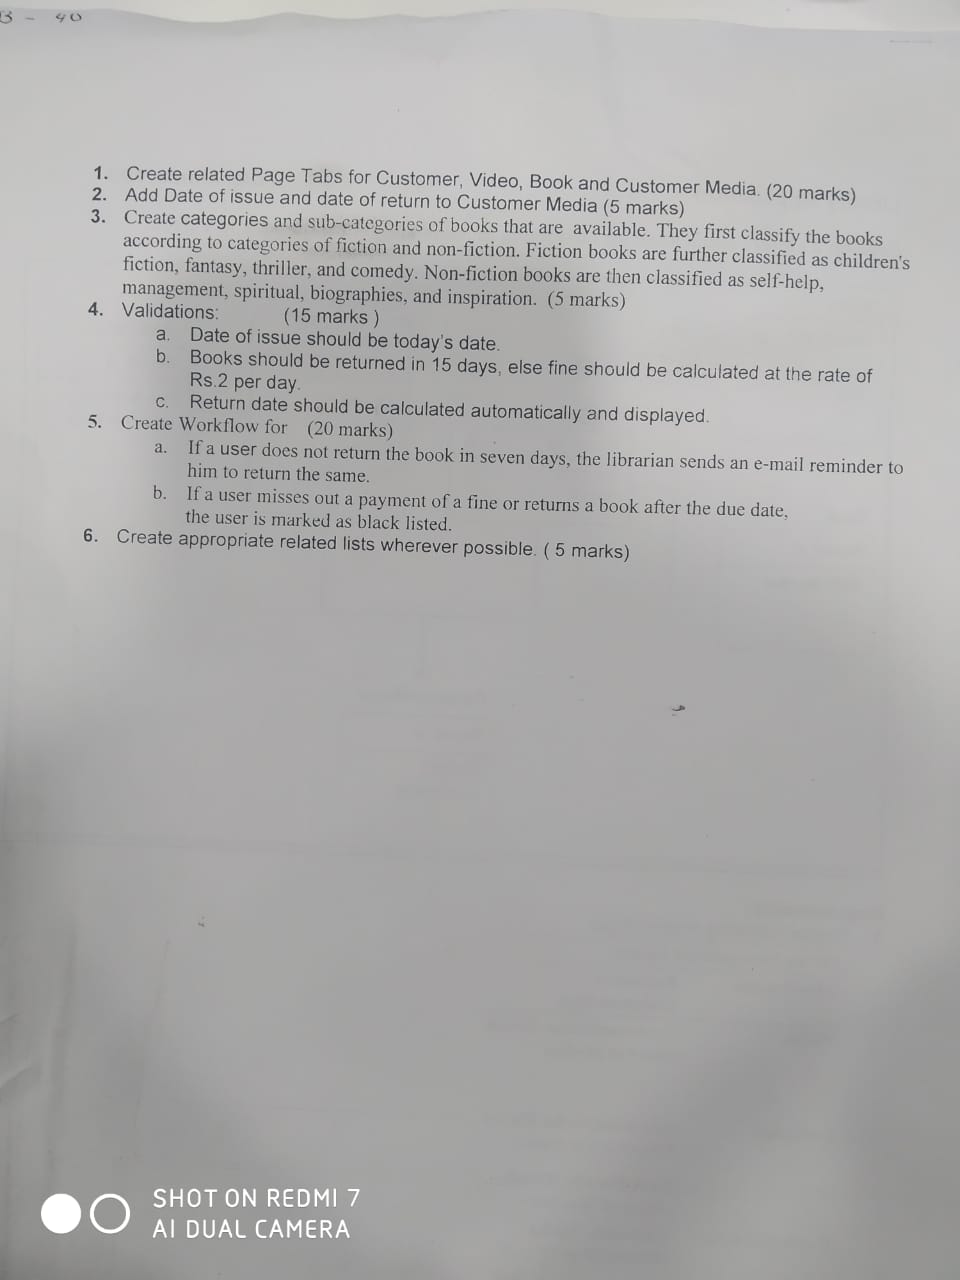 B - 40
1. Create related Page Tabs for Customer, Video, Book and Customer Media. (20 marks)
2. Add Date of issue and date of return to Customer Media (5 marks)
3. Create categories and sub-categories of books that are available. They first classify the books
according to categories of fiction and non-fiction. Fiction books are further classified as children's
fiction, fantasy, thriller, and comedy. Non-fiction books are then classified as self-help,
management, spiritual, biographies, and inspiration. (5 marks)
4. Validations: (15 marks )
a. Date of issue should be today's date.
b. Books should be returned in 15 days, else fine should be calculated at the rate of
Rs.2 per day.
c. Return date should be calculated automatically and displayed.
5. Create Workflow for (20 marks)
a. If a user does not return the book in seven days, the librarian sends an e-mail reminder to
him to return the same.
b. If a user misses out a payment of a fine or returns a book after the due date,
the user is marked as black listed.
6. Create appropriate related lists wherever possible. ( 5 marks)
SHOT ON REDMI 7
AI DUAL CAMERA